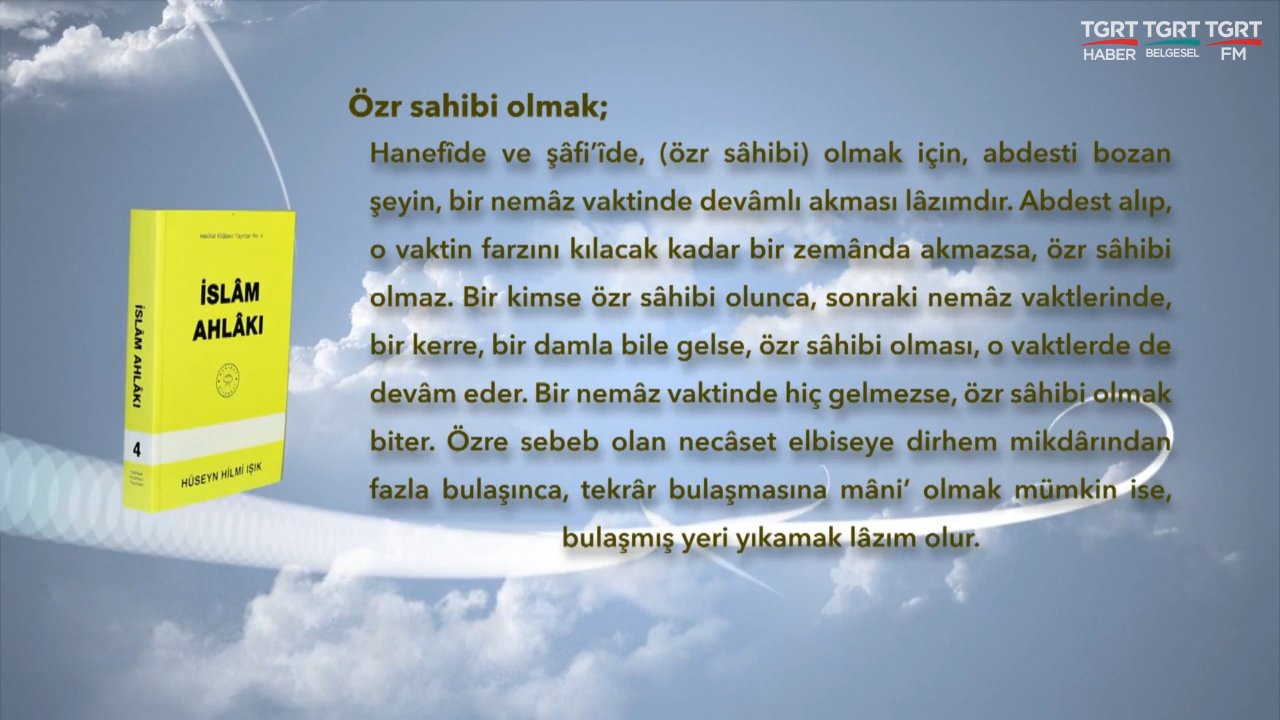 TGRT TGRT TGRT
HABER BELGESEL FM
Özr sahibi olmak;
Hanefîde ve şâfi’îde, (özr sâhibi) olmak için, abdesti bozan
şeyin, bir nemâz vaktinde devâmlı akması lâzımdır. Abdest alıp,
o vaktin farzını kılacak kadar bir zemânda akmazsa, özr sâhibi
olmaz. Bir kimse özr sâhibi olunca, sonraki nemâz vaktlerinde,
bir kerre, bir damla bile gelse, özr sâhibi olması, o vaktlerde de
devâm eder. Bir nemâz vaktinde hiç gelmezse, özr sâhibi olmak
biter. Özre sebeb olan necâset elbiseye dirhem mikdârından
fazla bulaşınca, tekrâr bulaşmasına mâni’ olmak mümkin ise,
bulaşmış yeri yıkamak lâzım olur.
Hakîkat Kitâbevi Yayınları No: 4
İSLÂM
AHLÂKI
HÜSEYN HİLMİ IŞIK
İSLÂM AHLÂKI
4